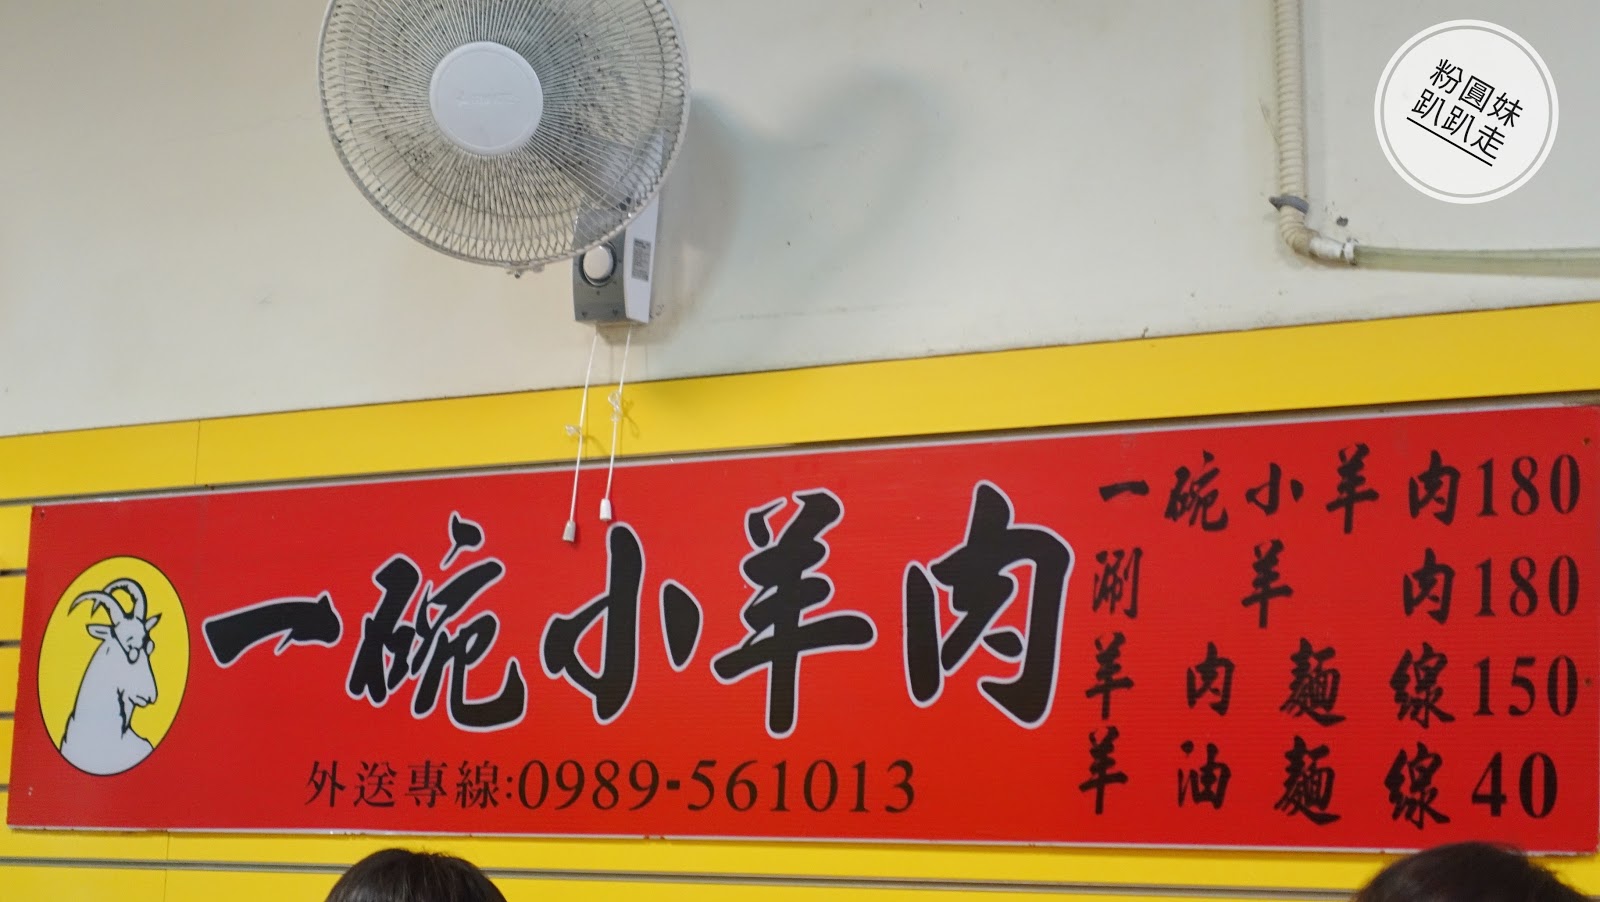 粉圓妹
趴趴走
一碗小羊肉
外送專線:0989-561013
一碗小羊肉180
涮羊肉180
羊肉麵線150
羊油麵線40